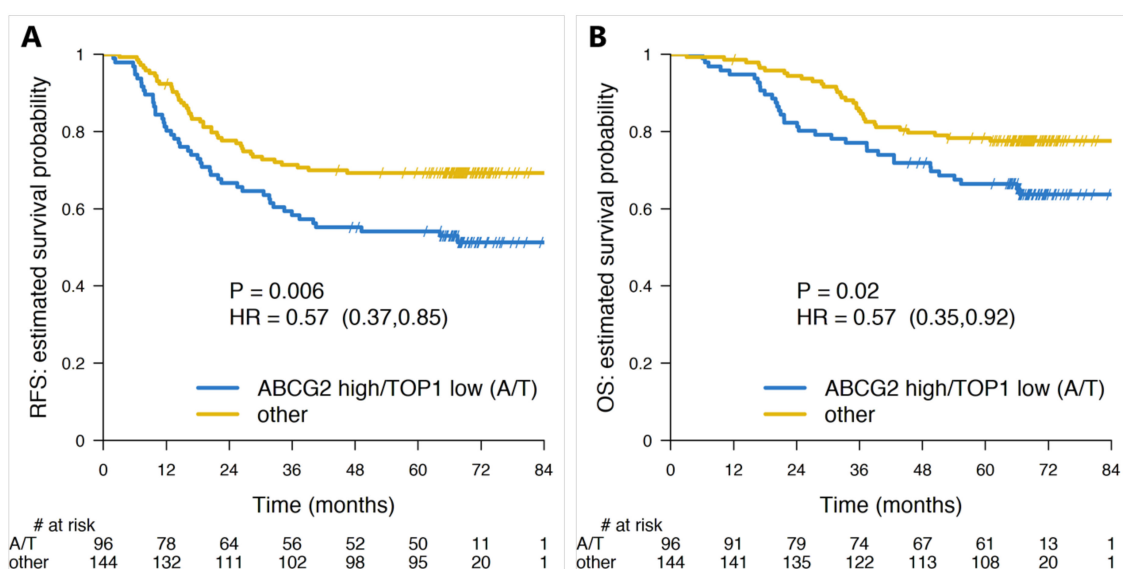 A
RFS: estimated survival probability
1
0.8
0.6
0.4
0.2
0
P = 0.006
HR = 0.57 (0.37,0.85)
ABCG2 high/TOP1 low (A/T)
other
0 12 24 36 48 60 72 84
Time (months)
# at risk
A/T 96 78 64 56 52 50 11 1
other 144 132 111 102 98 95 20 1
B
OS: estimated survival probability
1
0.8
0.6
0.4
0.2
0
P = 0.02
HR = 0.57 (0.35,0.92)
ABCG2 high/TOP1 low (A/T)
other
0 12 24 36 48 60 72 84
Time (months)
# at risk
A/T 96 91 79 74 67 61 13 1
other 144 141 135 122 113 108 20 1